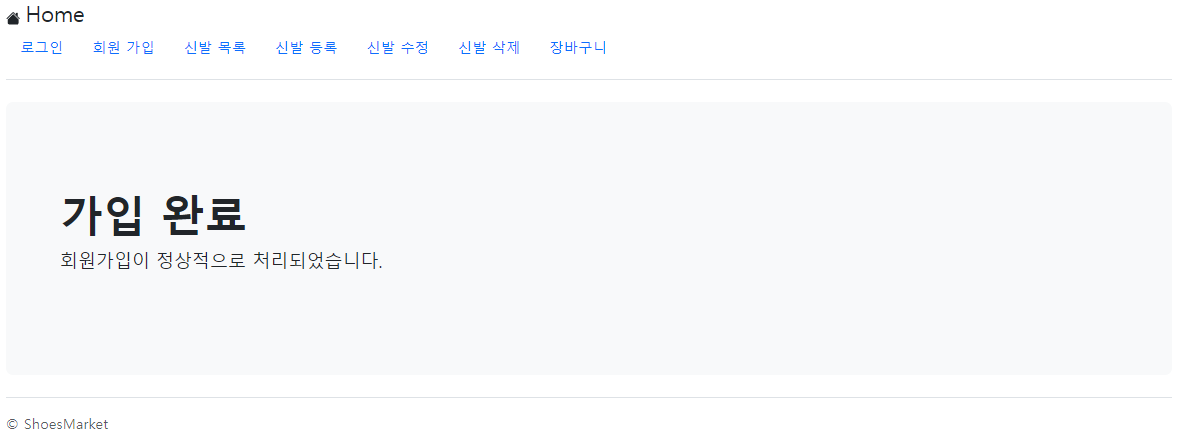 Home
로그인 회원 가입 신발 목록 신발 등록 신발 수정 신발 삭제 장바구니
가입 완료
회원가입이 정상적으로 처리되었습니다.
© ShoesMarket